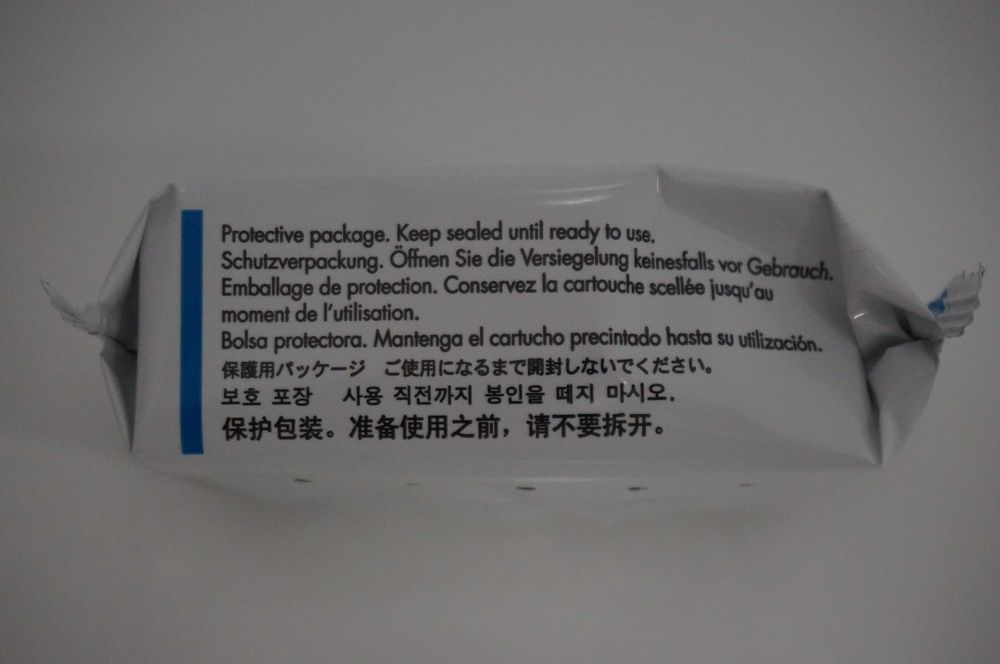 Protective package. Keep sealed until ready to use.
Schutzverpackung. Öffnen Sie die Versiegelung keinesfalls vor Gebrauch.
Emballage de protection. Conservez la cartouche scellée jusqu'au
moment de l'utilisation.
Bolsa protectora. Mantenga el cartucho precintado hasta su utilización.
保護用パッケージ　ご使用になるまで開封しないでください。
보호 포장　사용 직전까지 봉인을 떼지 마시오.
保护包装。准备使用之前，请不要拆开。